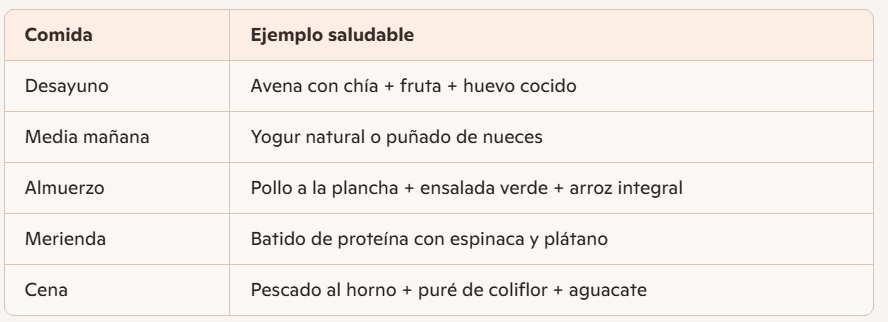 Comida Ejemplo saludable
Desayuno Avena con chía + fruta + huevo cocido
Media mañana Yogur natural o puñado de nueces
Almuerzo Pollo a la plancha + ensalada verde + arroz integral
Merienda Batido de proteína con espinaca y plátano
Cena Pescado al horno + puré de coliflor + aguacate